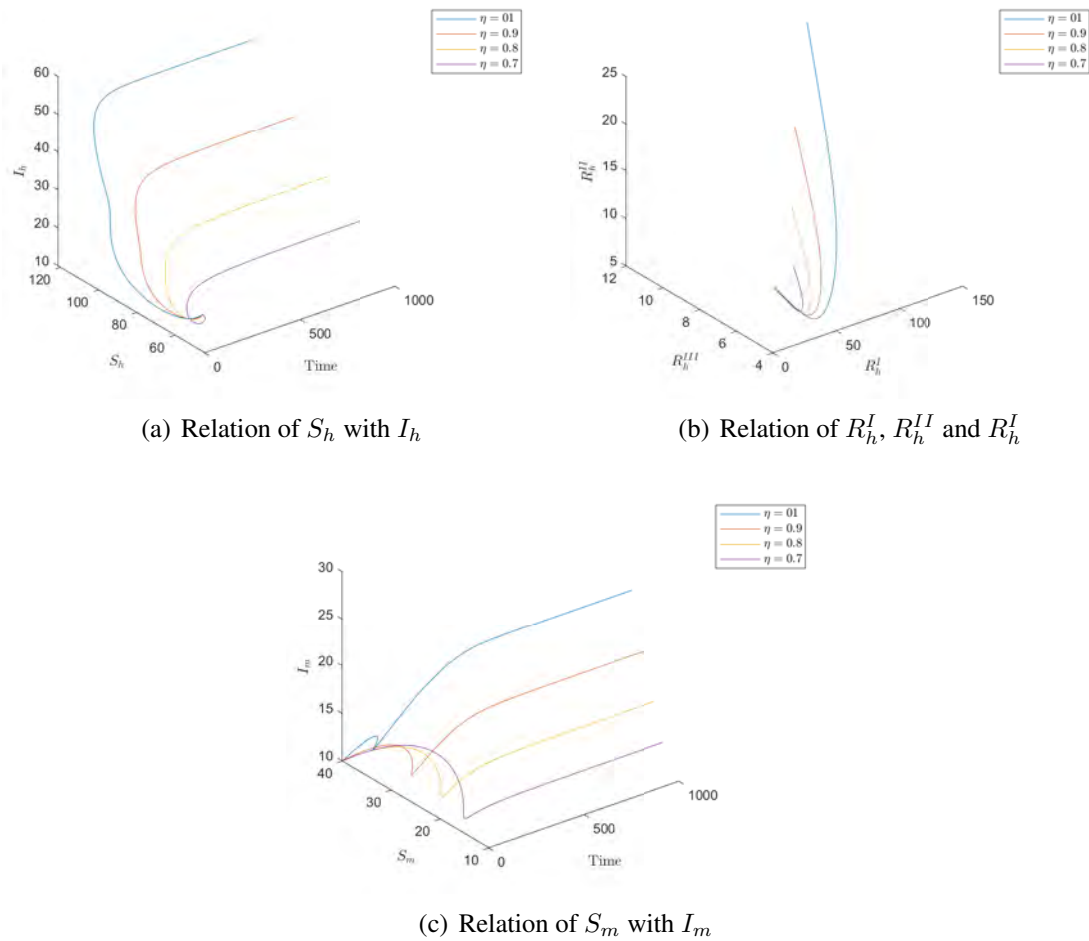 η = 01
η = 0.9
η = 0.8
η = 0.7
60
50
40
30
20
10
I_h
120
100
80
60
S_h
0
500
1000
Time
(a) Relation of S_h with I_h
η = 01
η = 0.9
η = 0.8
η = 0.7
25
20
15
10
5
R_h^{II}
12
10
8
6
4
R_h^{III}
0
50
100
150
R_h^I
(b) Relation of R_h^I, R_h^{II} and R_h^I
η = 01
η = 0.9
η = 0.8
η = 0.7
30
25
20
15
10
I_m
40
30
20
10
S_m
0
500
1000
Time
(c) Relation of S_m with I_m